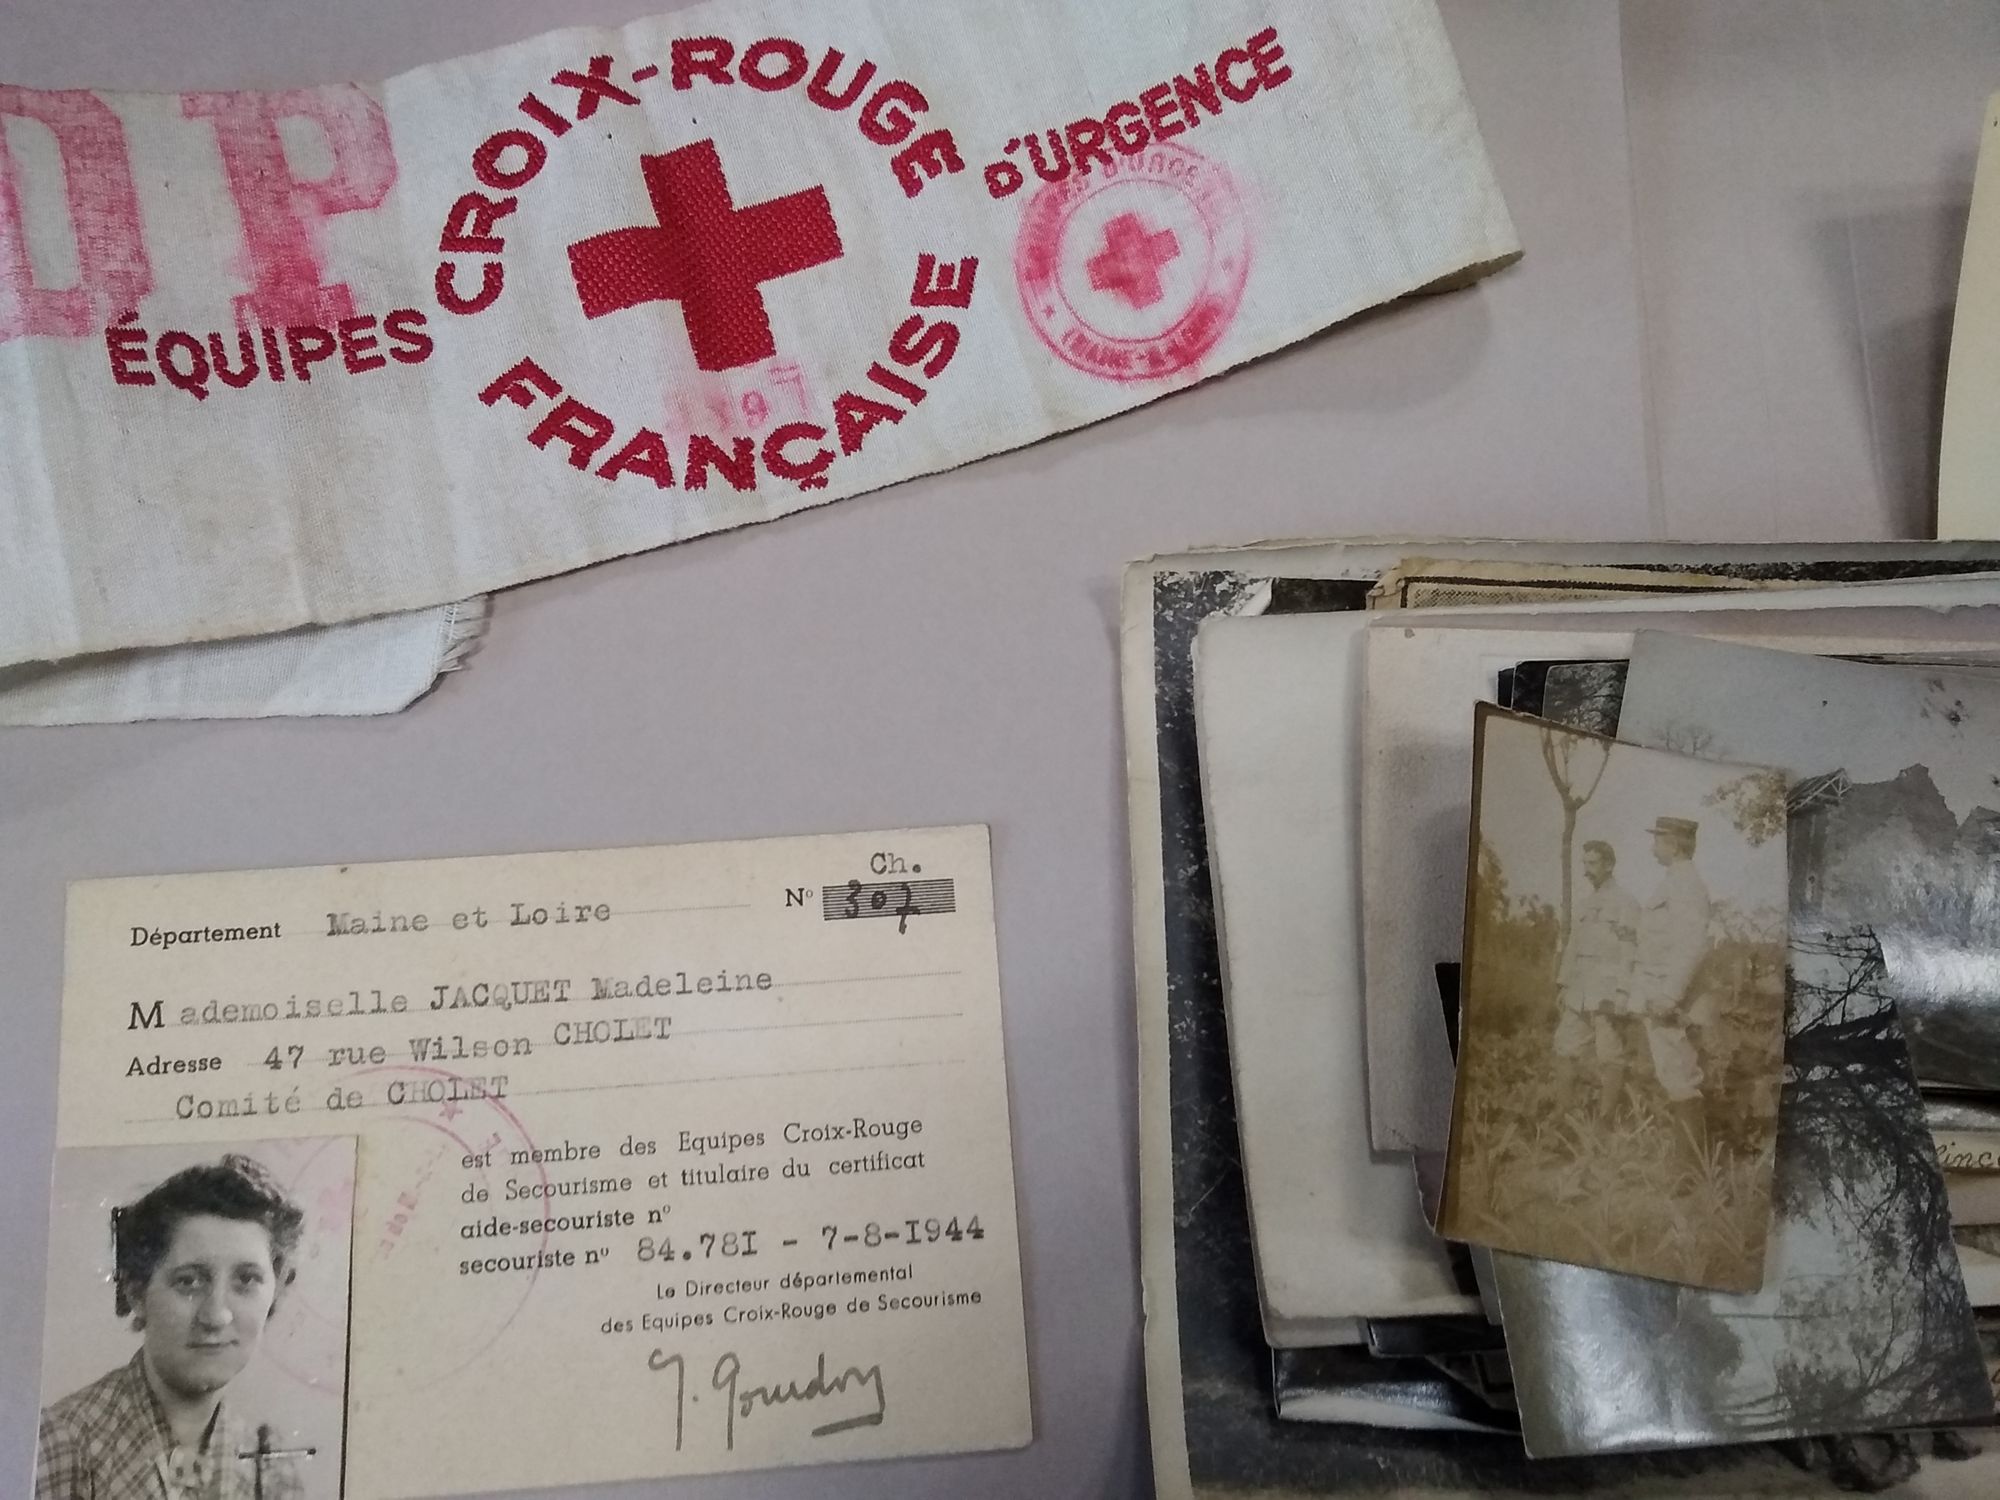 DP
ÉQUIPES
CROIX-ROUGE
FRANÇAISE
D'URGENCE
197
Ch.
Département Maine et Loire
N° 307
Mademoiselle JACQUET Madeleine
Adresse 47 rue Wilson CHOLET
Comité de CHOLET
est membre des Equipes Croix-Rouge
de Secourisme et titulaire du certificat
aide-secouriste n°
secouriste n° 84.78I - 7-8-I944
Le Directeur départemental
des Equipes Croix-Rouge de Secourisme